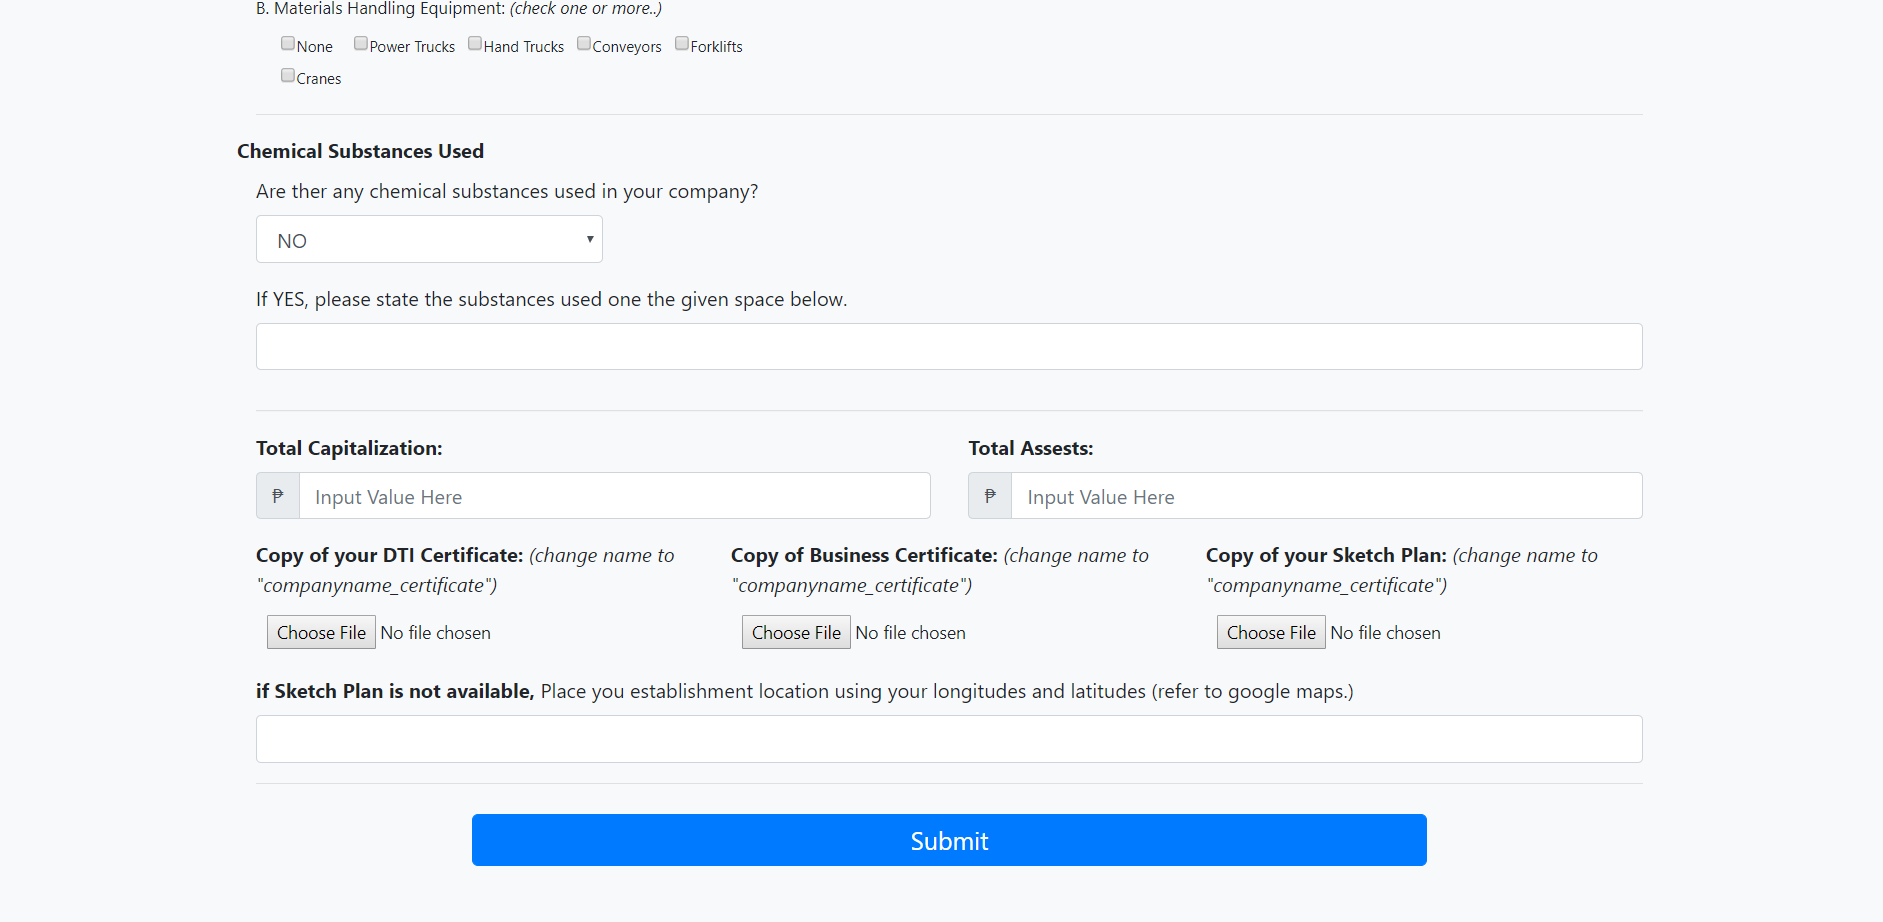 B. Materials Handling Equipment: (check one or more..)
None Power Trucks Hand Trucks Conveyors Forklifts
Cranes
Chemical Substances Used
Are ther any chemical substances used in your company?
NO
If YES, please state the substances used one the given space below.
Total Capitalization: Total Assests:
₱ Input Value Here ₱ Input Value Here
Copy of your DTI Certificate: (change name to Copy of Business Certificate: (change name to Copy of your Sketch Plan: (change name to
"companyname_certificate") "companyname_certificate") "companyname_certificate")
Choose File No file chosen Choose File No file chosen Choose File No file chosen
if Sketch Plan is not available, Place you establishment location using your longitudes and latitudes (refer to google maps.)
Submit